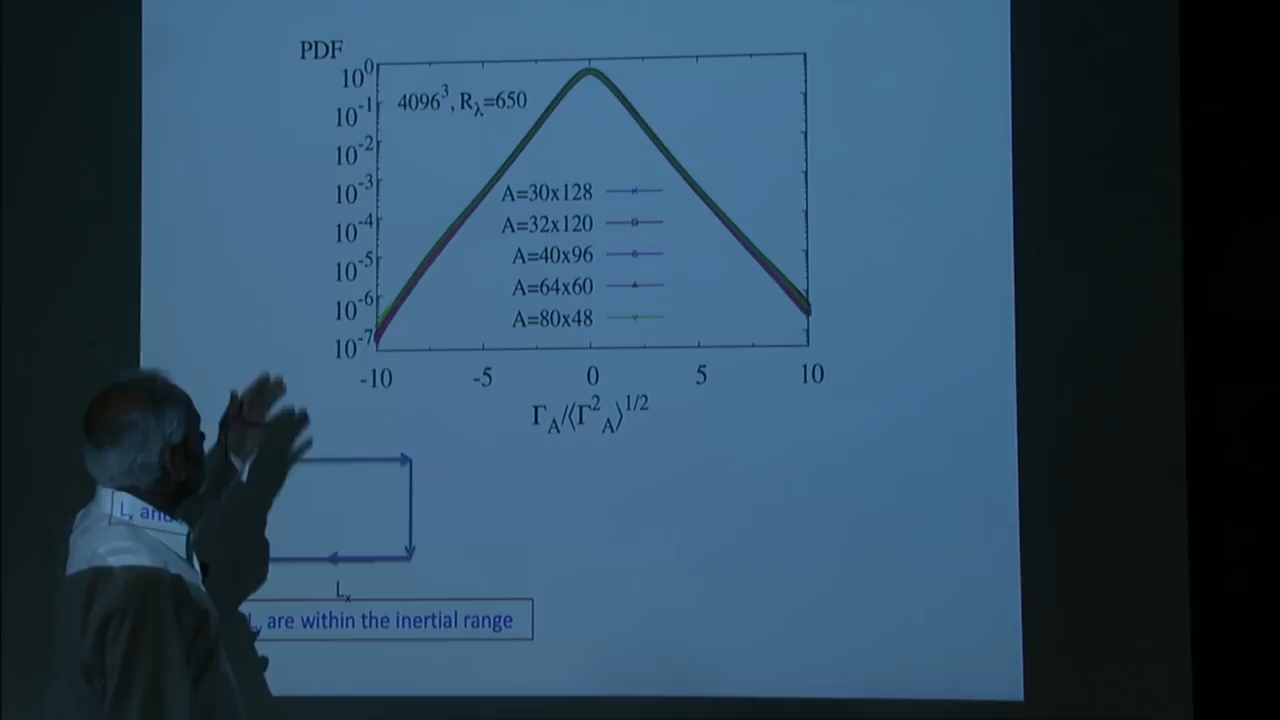 PDF
10^0
10^-1
10^-2
10^-3
10^-4
10^-5
10^-6
10^-7
4096^3, R_λ=650
A=30x128
A=32x120
A=40x96
A=64x60
A=80x48
-10 -5 0 5 10
Γ_A/⟨Γ^2_A⟩^1/2
L_x
are within the inertial range